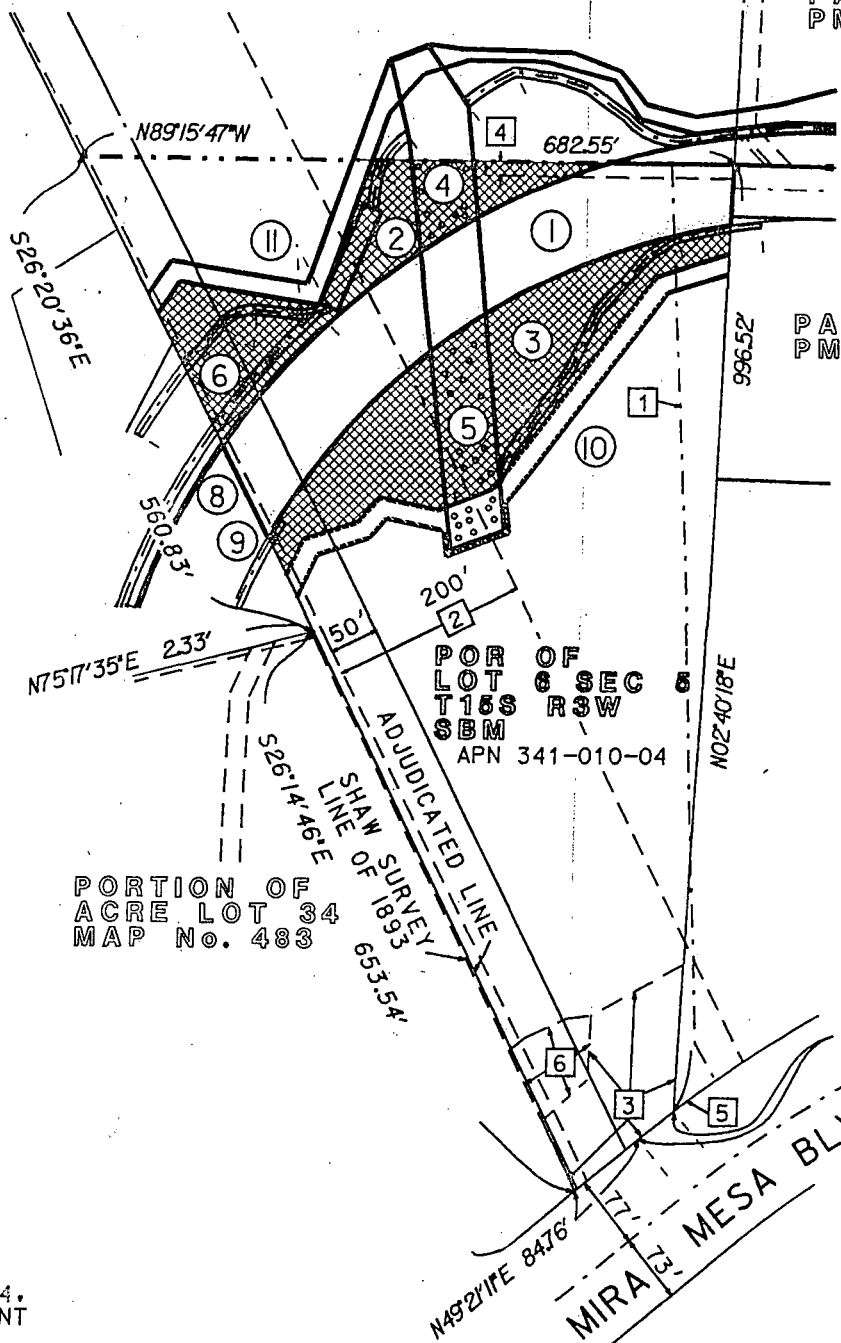 PM
N89°15'47"W
682.55'
4
4
2
1
11
S26°20'36"E
6
3
PM
996.52'
1
5
10
8
9
560.83'
200'
50'
2
N75°17'35"E 2.33'
POR OF
LOT 6 SEC 5
T15S R3W
SBM
APN 341-010-04
N02°40'18"E
ADJUDICATED LINE
SHAW SURVEY
LINE OF 1893
S26°14'46"E
653.54'
PORTION OF
ACRE LOT 34
MAP No. 483
6
3
5
MIRA MESA
77'
73'
N49°21'11"E 84.76'
4.
NT